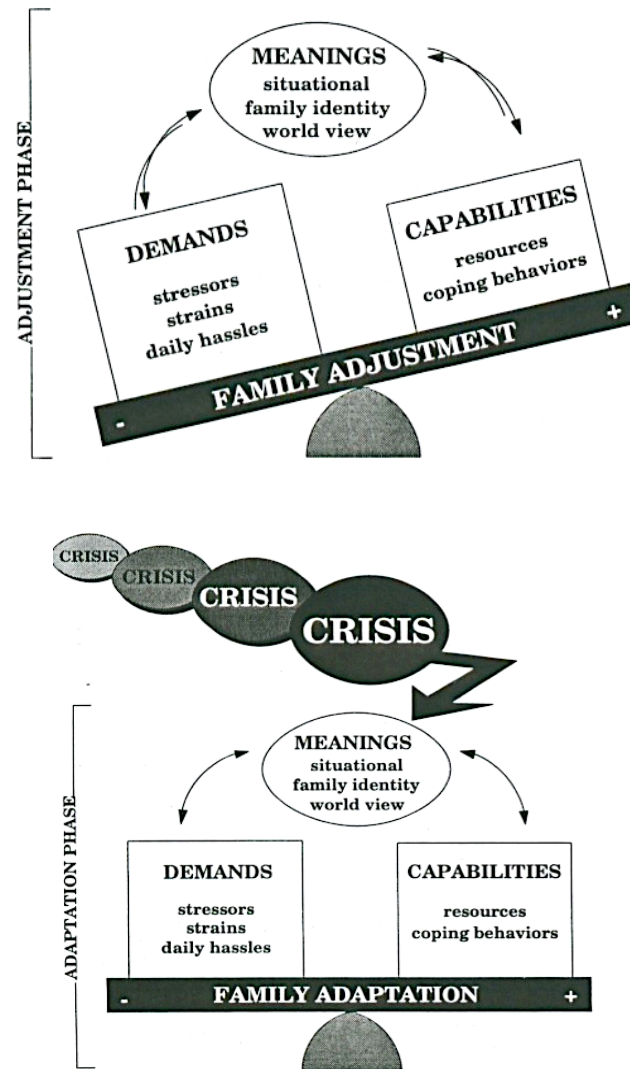 ADJUSTMENT PHASE
MEANINGS
situational
family identity
world view
DEMANDS
stressors
strains
daily hassles
CAPABILITIES
resources
coping behaviors
- FAMILY ADJUSTMENT +
CRISIS
CRISIS
CRISIS
CRISIS
ADAPTATION PHASE
MEANINGS
situational
family identity
world view
DEMANDS
stressors
strains
daily hassles
CAPABILITIES
resources
coping behaviors
- FAMILY ADAPTATION +